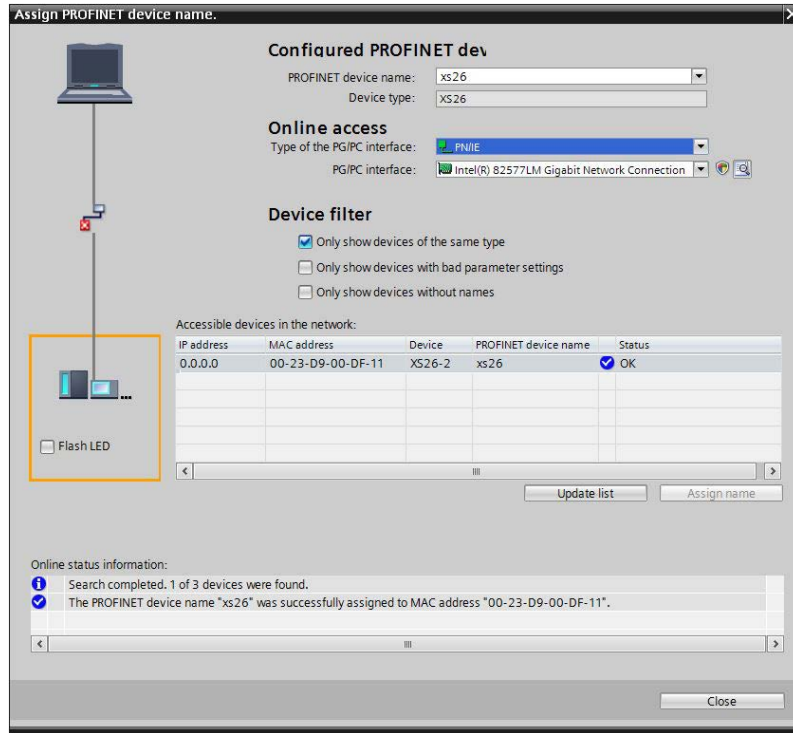 Assign PROFINET device name.
Configured PROFINET dev
PROFINET device name: xs26
Device type: XS26
Online access
Type of the PG/PC interface: PN/IE
PG/PC interface: Intel(R) 82577LM Gigabit Network Connection
Device filter
Only show devices of the same type
Only show devices with bad parameter settings
Only show devices without names
Accessible devices in the network:
IP address MAC address Device PROFINET device name Status
0.0.0.0 00-23-D9-00-DF-11 XS26-2 xs26 OK
...
Flash LED
Update list Assign name
Online status information:
Search completed. 1 of 3 devices were found.
The PROFINET device name "xs26" was successfully assigned to MAC address "00-23-D9-00-DF-11".
Close